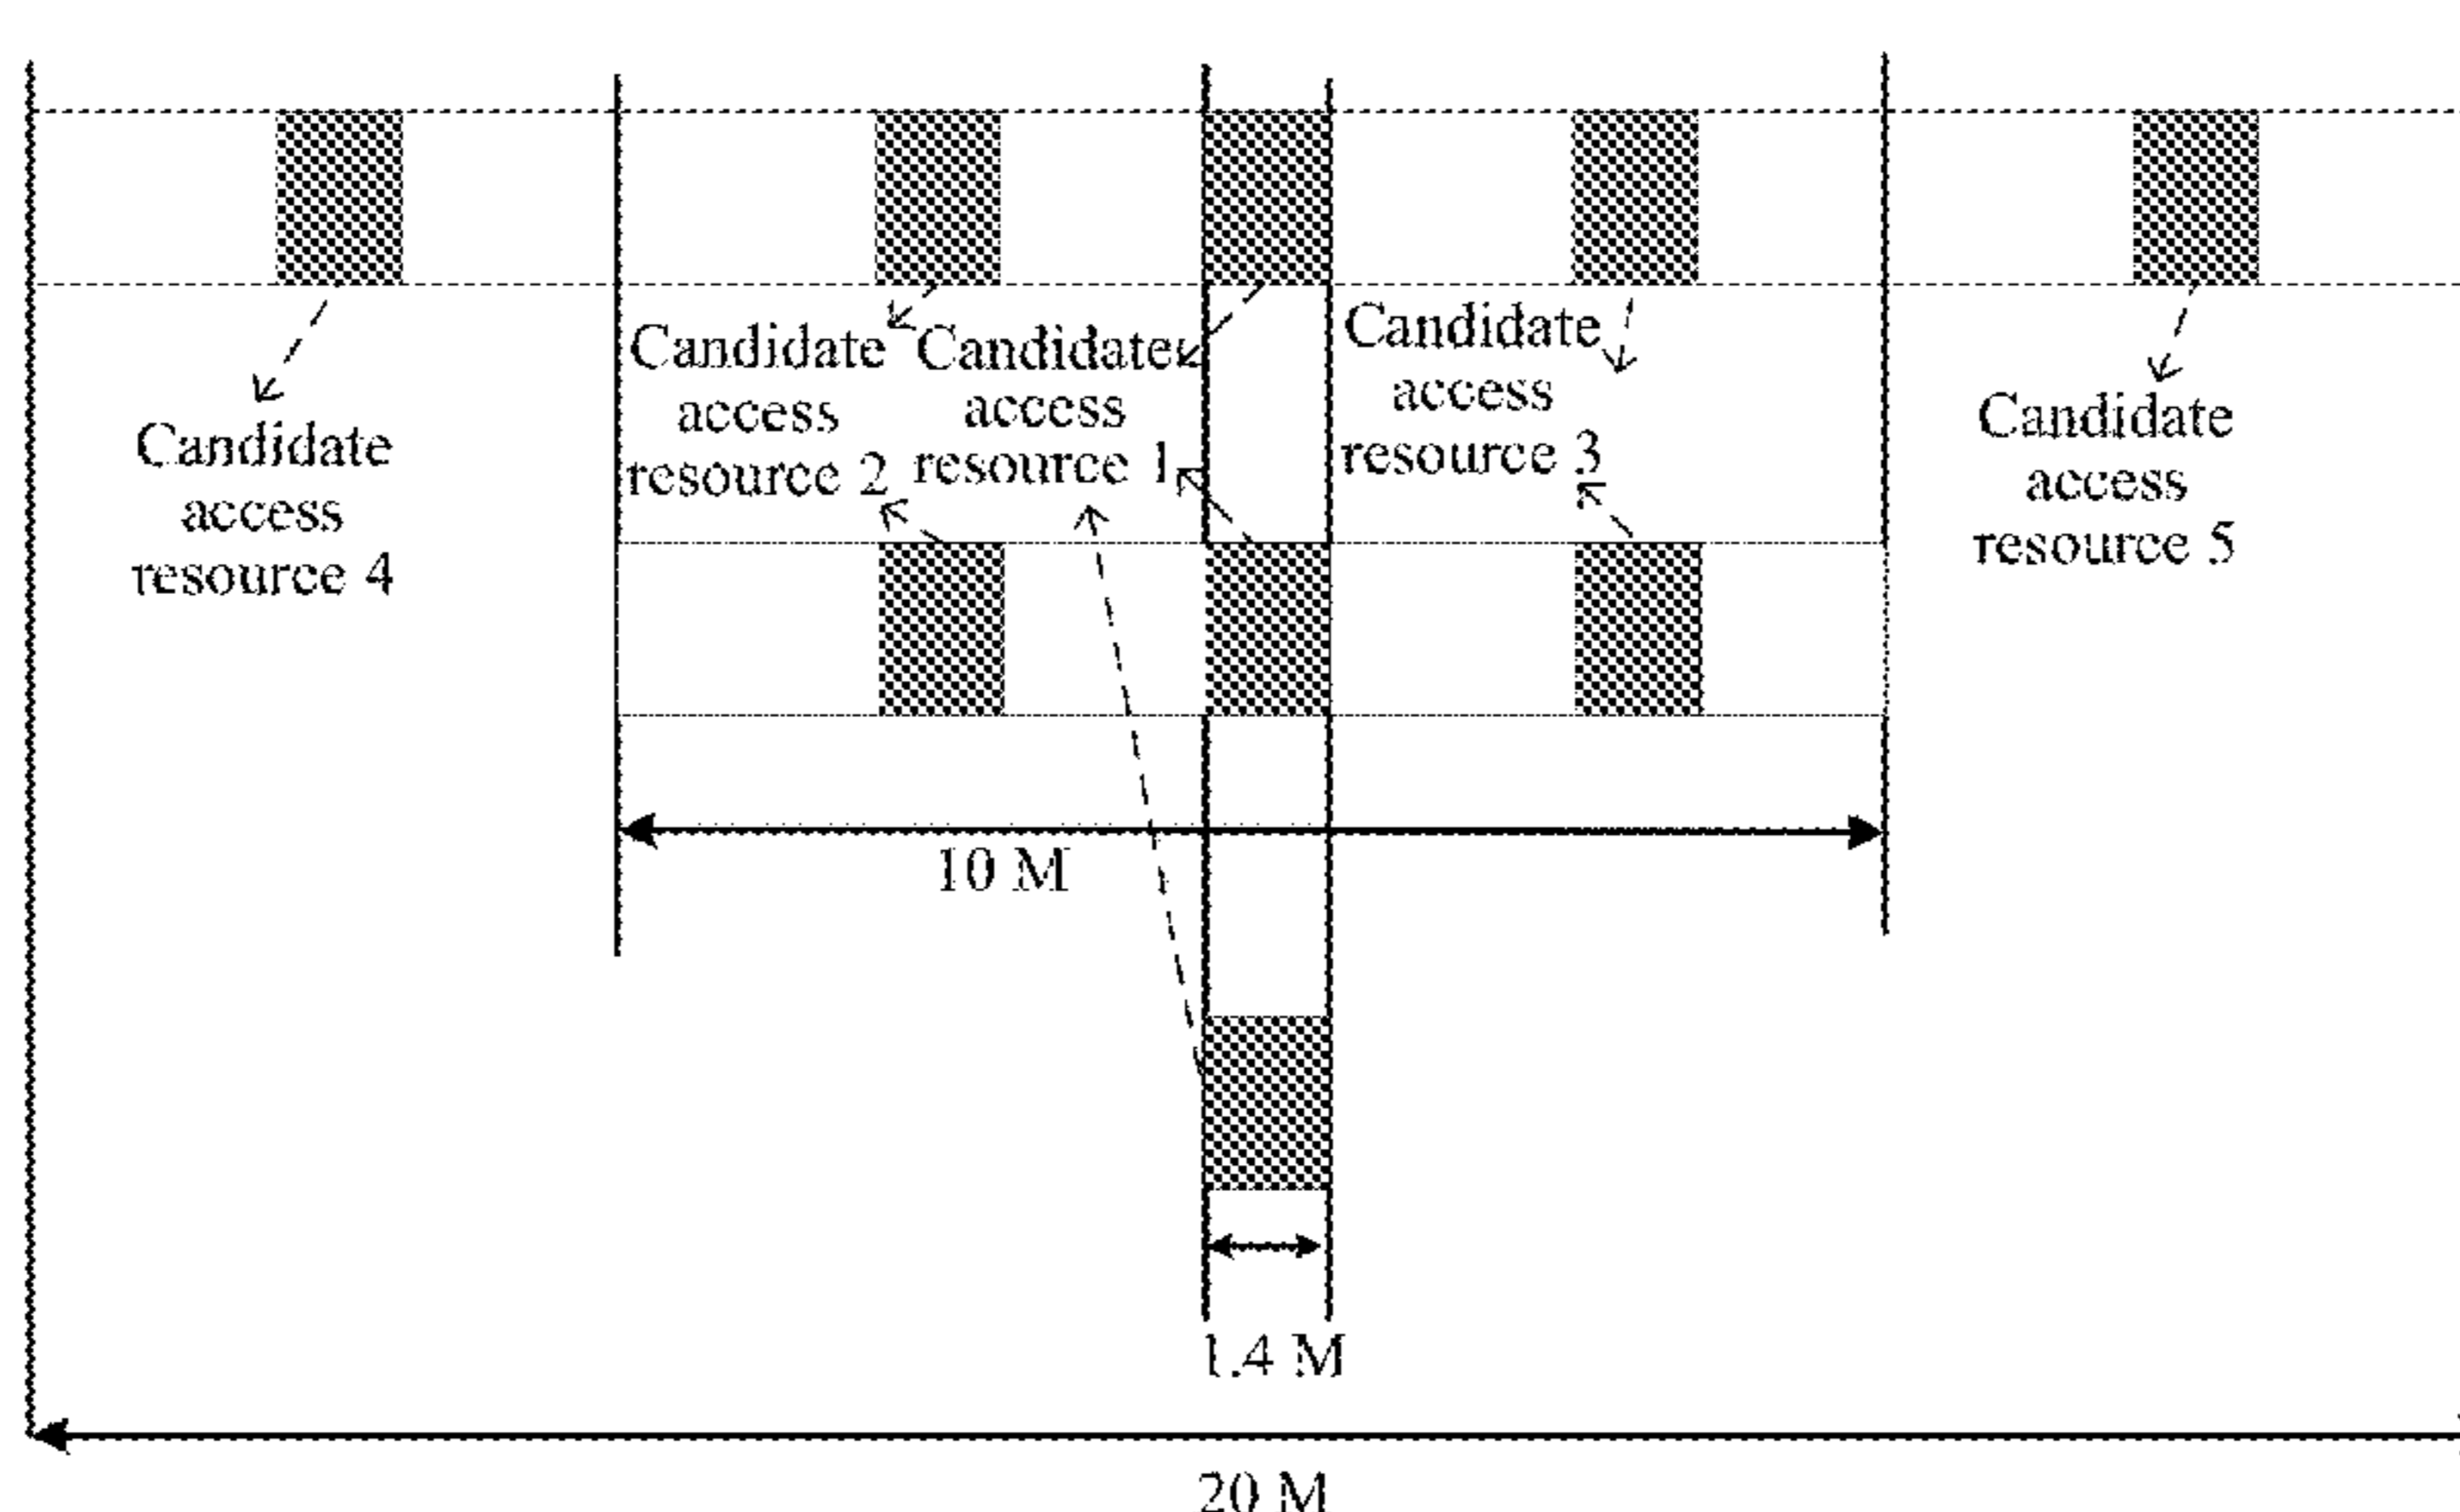 Candidate
access
resource 4
Candidate
access
resource 2
Candidate
access
resource 1
Candidate
access
resource 3
Candidate
access
resource 5
10 M
1.4 M
20 M